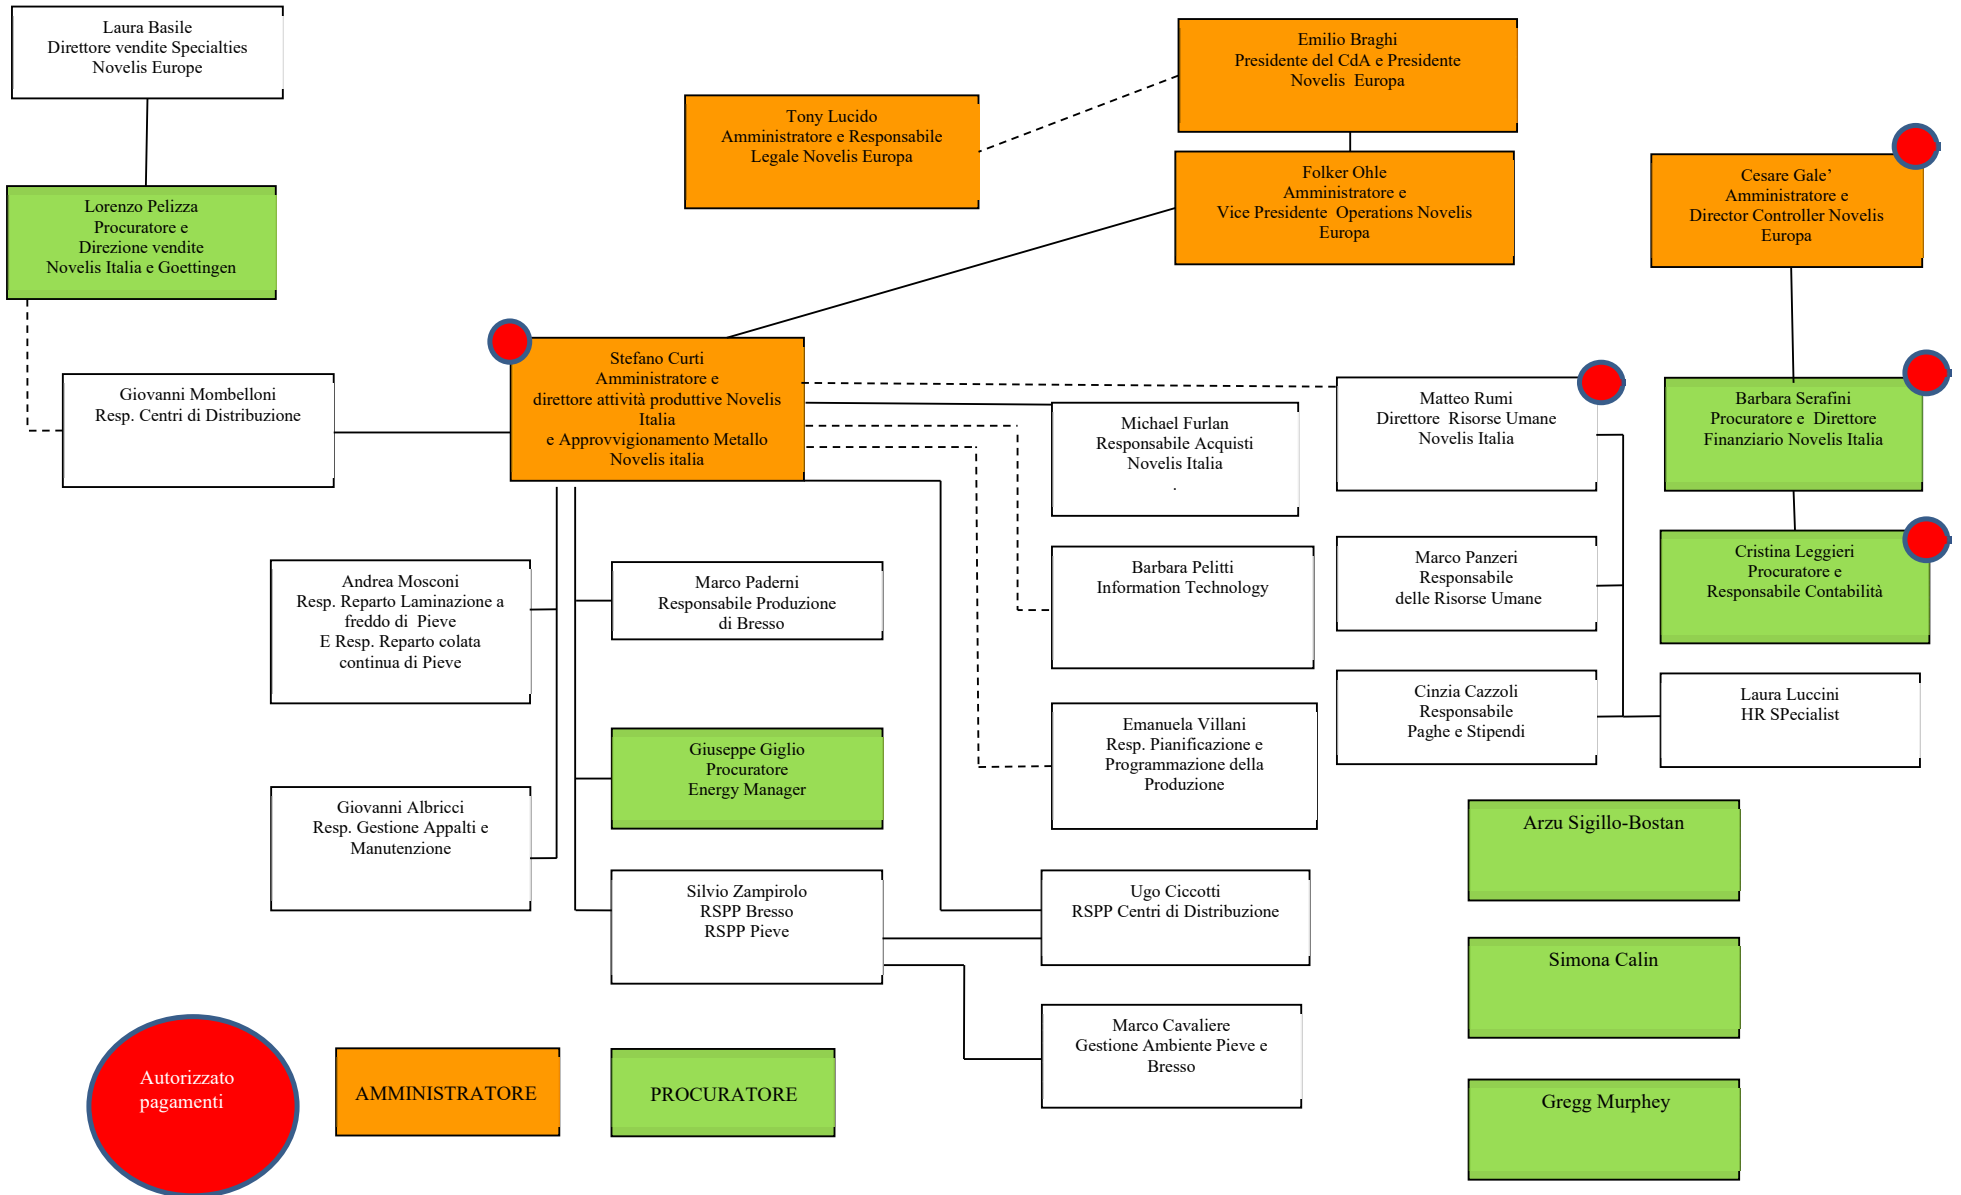 Laura Basile
Direttore vendite Specialties
Novelis Europe
Emilio Braghi
Presidente del CdA e Presidente
Novelis Europa
Tony Lucido
Amministratore e Responsabile
Legale Novelis Europa
Folker Ohle
Amministratore e
Vice Presidente Operations Novelis
Europa
Cesare Gale’
Amministratore e
Director Controller Novelis
Europa
Lorenzo Pelizza
Procuratore e
Direzione vendite
Novelis Italia e Goettingen
Stefano Curti
Amministratore e
direttore attività produttive Novelis
Italia
e Approvvigionamento Metallo
Novelis italia
Giovanni Mombelloni
Resp. Centri di Distribuzione
Michael Furlan
Responsabile Acquisti
Novelis Italia
.
Matteo Rumi
Direttore Risorse Umane
Novelis Italia
Barbara Serafini
Procuratore e Direttore
Finanziario Novelis Italia
Andrea Mosconi
Resp. Reparto Laminazione a
freddo di Pieve
E Resp. Reparto colata
continua di Pieve
Marco Paderni
Responsabile Produzione
di Bresso
Barbara Pelitti
Information Technology
Marco Panzeri
Responsabile
delle Risorse Umane
Cristina Leggieri
Procuratore e
Responsabile Contabilità
Giuseppe Giglio
Procuratore
Energy Manager
Emanuela Villani
Resp. Pianificazione e
Programmazione della
Produzione
Cinzia Cazzoli
Responsabile
Paghe e Stipendi
Laura Luccini
HR SPecialist
Giovanni Albricci
Resp. Gestione Appalti e
Manutenzione
Silvio Zampirolo
RSPP Bresso
RSPP Pieve
Ugo Ciccotti
RSPP Centri di Distribuzione
Arzu Sigillo-Bostan
Simona Calin
Marco Cavaliere
Gestione Ambiente Pieve e
Bresso
Gregg Murphey
Autorizzato
pagamenti
AMMINISTRATORE
PROCURATORE